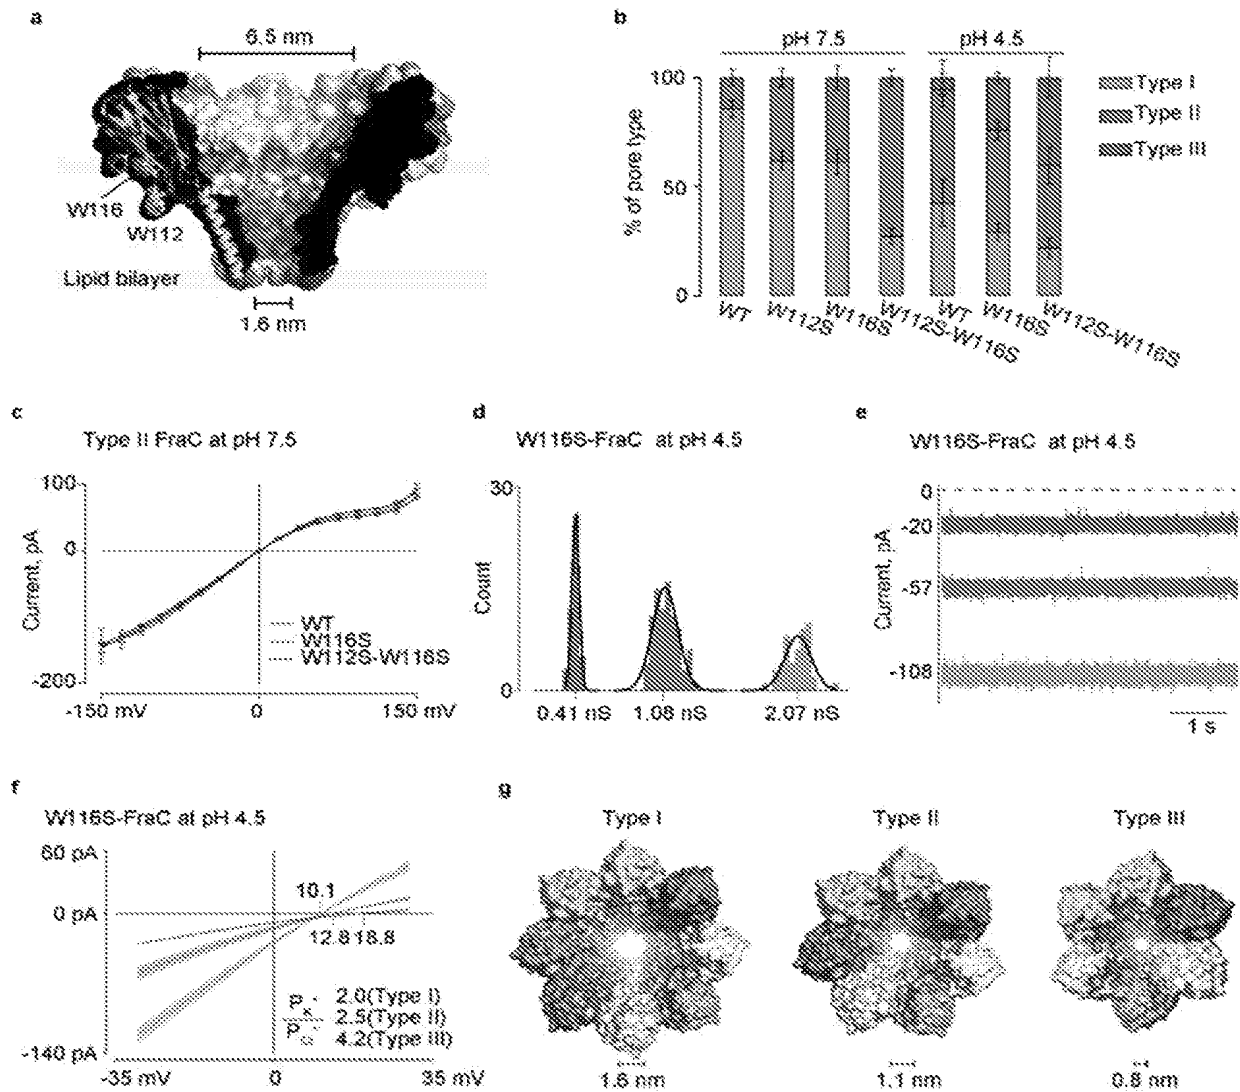 a
6.5 nm
W116
W112
Lipid bilayer
1.6 nm
b
pH 7.5
pH 4.5
% of pore type
100
50
0
WT
W112S
W116S
W112S-W116S
WT
W116S
W112S-W116S
Type I
Type II
Type III
c
Type II FraC at pH 7.5
Current, pA
100
0
-200
-150 mV
0
150 mV
WT
W116S
W112S-W116S
d
W116S-FraC at pH 4.5
Count
30
0
0.41 nS
1.08 nS
2.07 nS
e
W116S-FraC at pH 4.5
Current, pA
0
-20
-57
-108
1 s
f
W116S-FraC at pH 4.5
60 pA
0 pA
-140 pA
10.1
12.8
18.8
-35 mV
0
35 mV
2.0(Type I)
2.5(Type II)
4.2(Type III)
g
Type I
Type II
Type III
1.6 nm
1.1 nm
0.8 nm